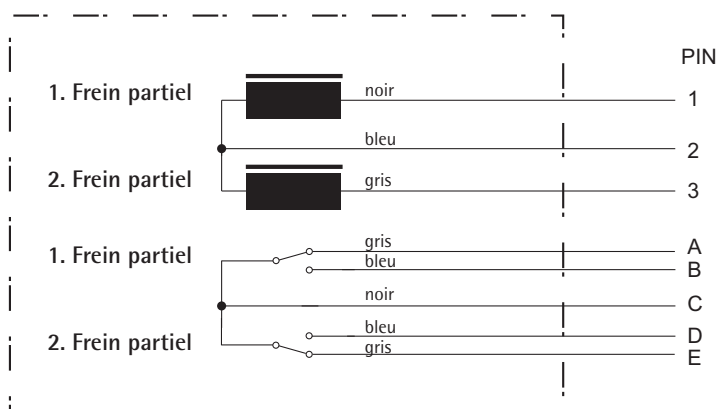 PIN
1. Frein partiel
noir
1
bleu
2
2. Frein partiel
gris
3
1. Frein partiel
gris
A
bleu
B
noir
C
bleu
D
2. Frein partiel
gris
E